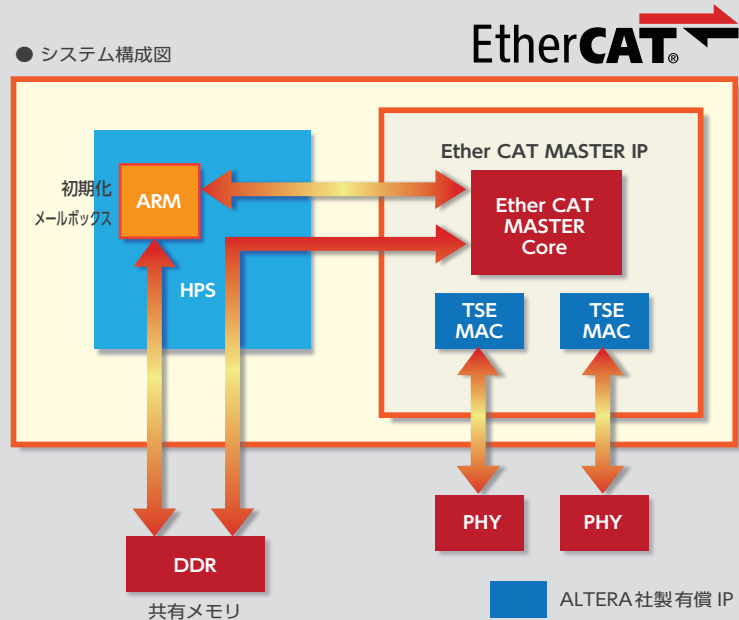 EtherCAT®
● システム構成図
Ether CAT MASTER IP
初期化
メールボックス
ARM
Ether CAT
MASTER
Core
HPS
TSE
MAC
TSE
MAC
PHY
PHY
DDR
共有メモリ
ALTERA社製有償 IP